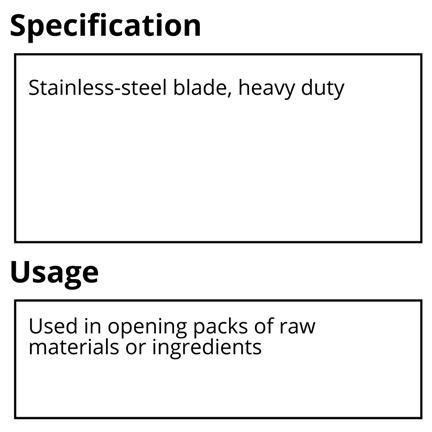 Specification
Stainless-steel blade, heavy duty
Usage
Used in opening packs of raw
materials or ingredients